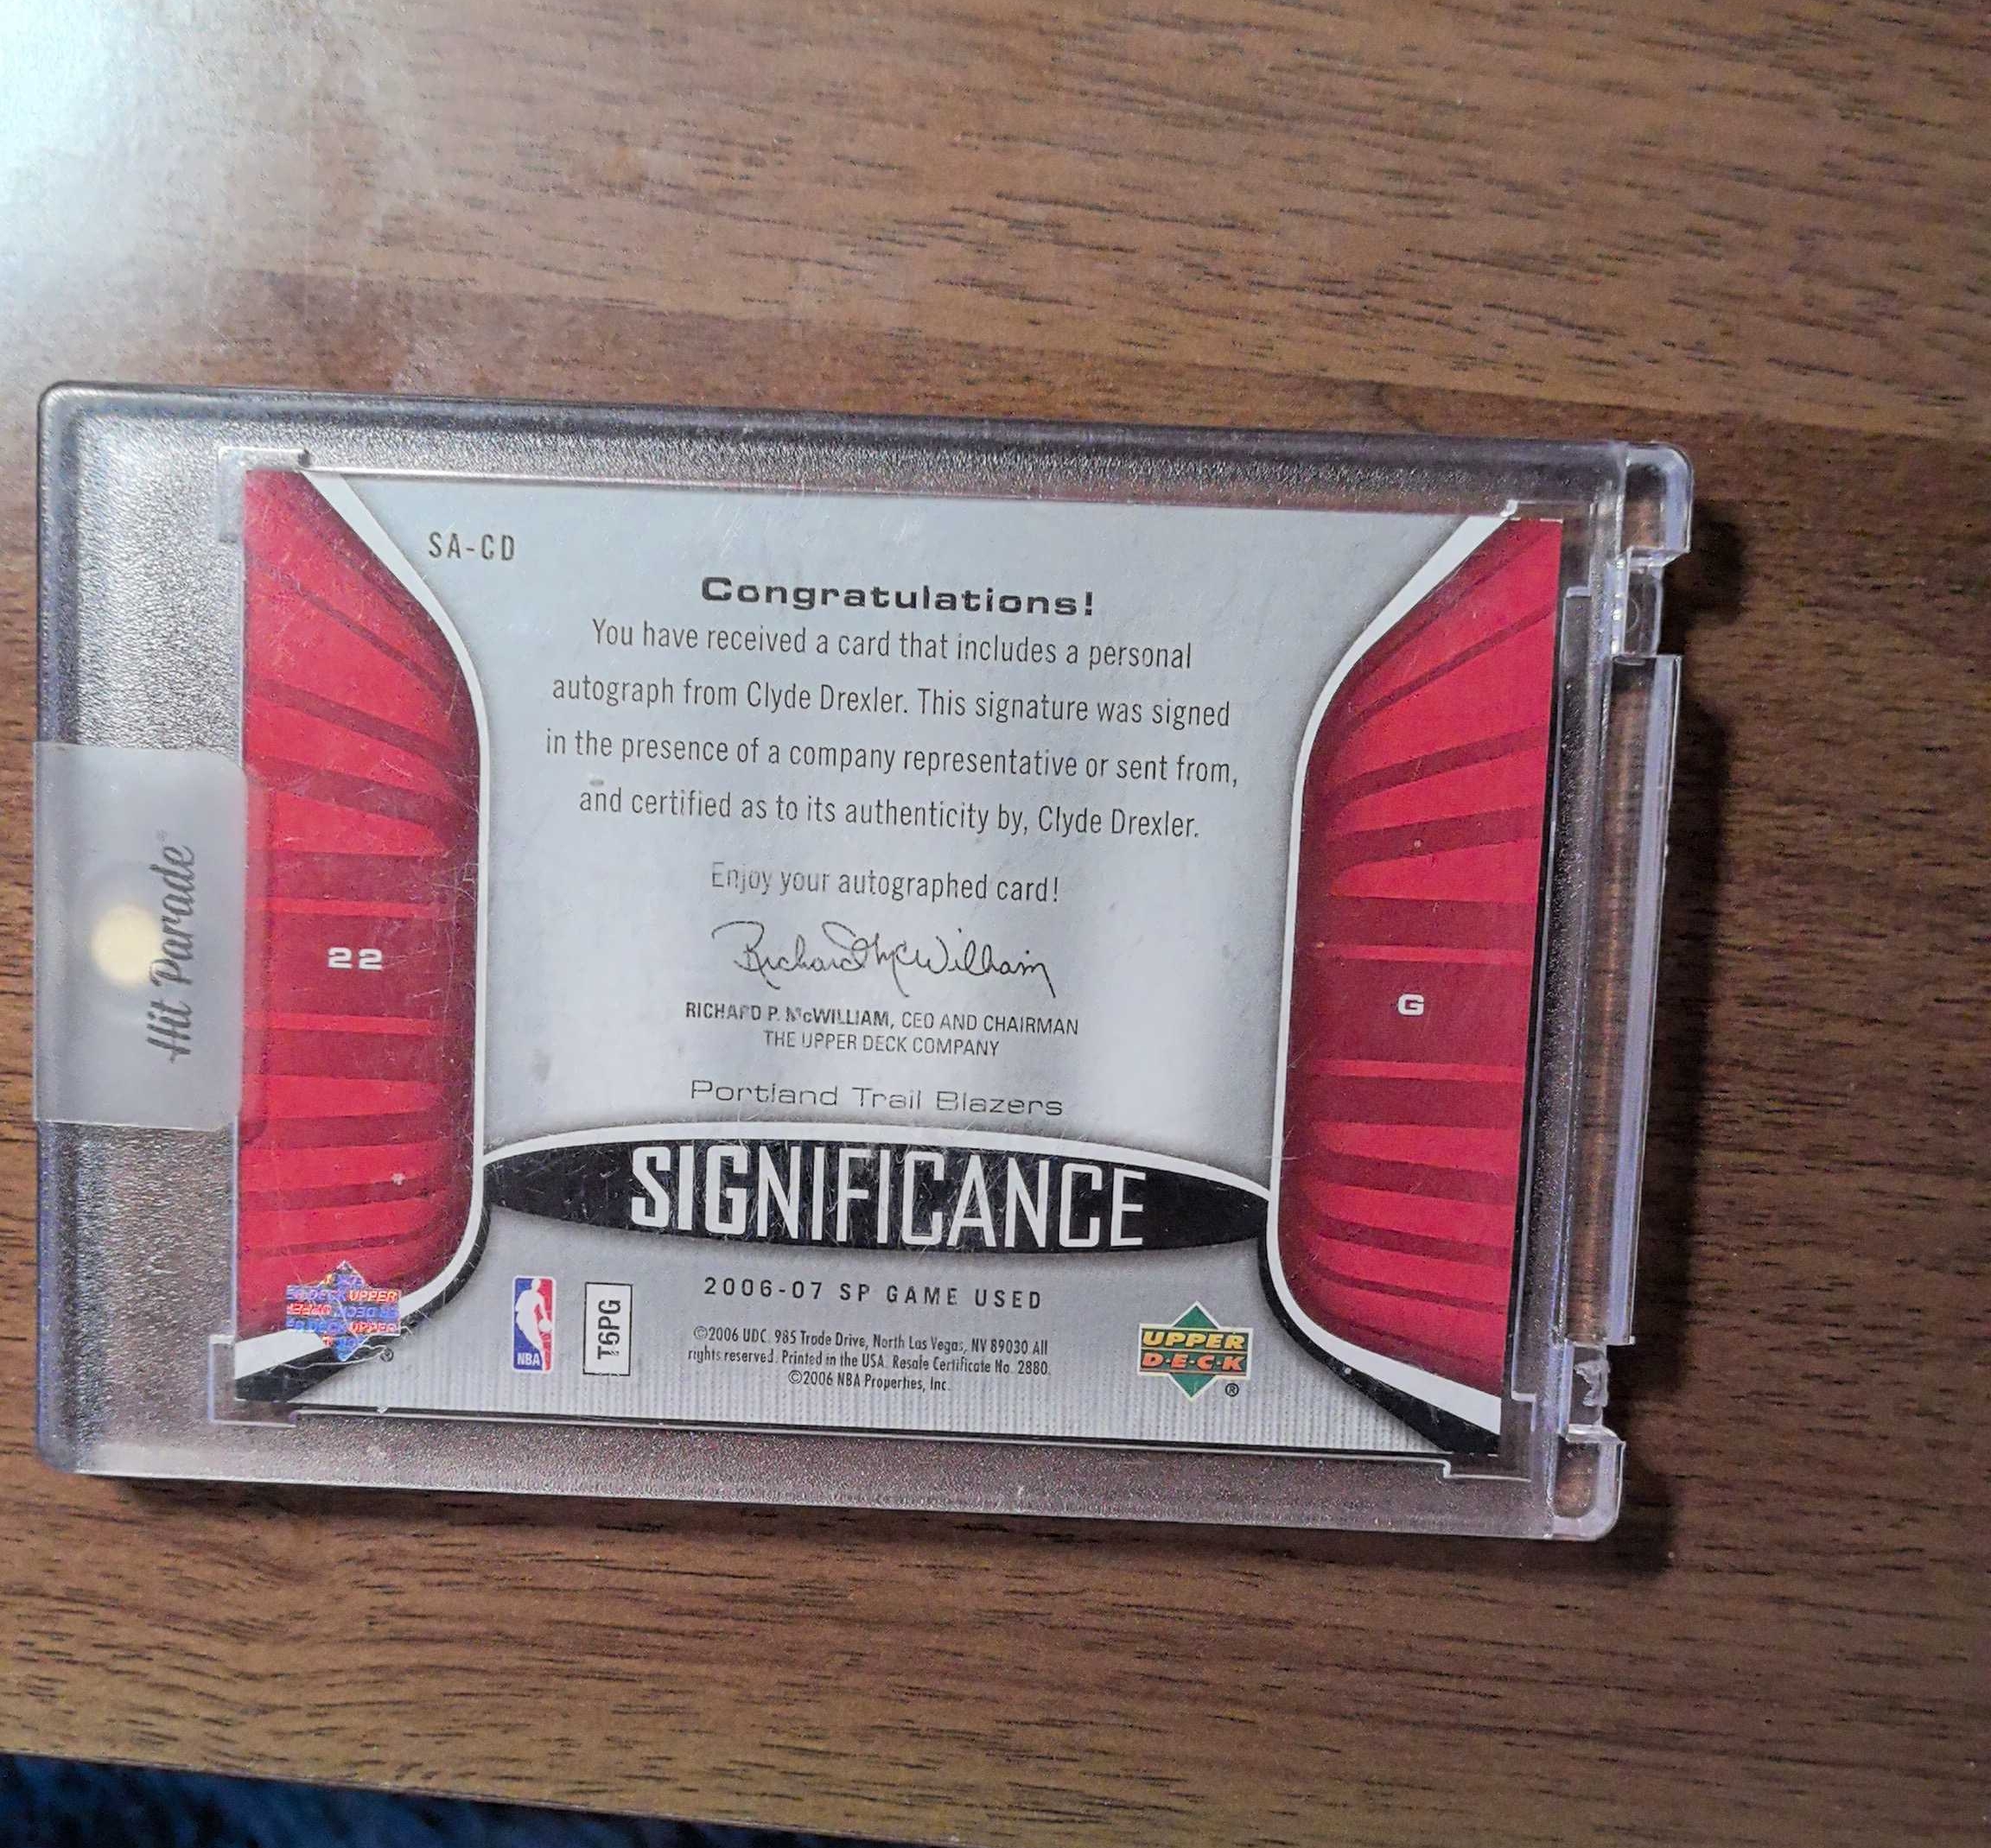 SA-CD
Congratulations!
You have received a card that includes a personal
autograph from Clyde Drexler. This signature was signed
in the presence of a company representative or sent from,
and certified as to its authenticity by, Clyde Drexler.
Enjoy your autographed card!
Richard McWilliam
RICHARD P. McWILLIAM, CEO AND CHAIRMAN
THE UPPER DECK COMPANY
Portland Trail Blazers
SIGNIFICANCE
2006-07 SP GAME USED
©2006 UDC. 985 Trade Drive, North Las Vegas, NV 89030 All
rights reserved. Printed in the USA. Resale Certificate No. 2880.
©2006 NBA Properties, Inc.
22
G
Hit Parade
NBA
T6PG
UPPER
D·E·C·K
®
UPPER
DECK UPPER
®